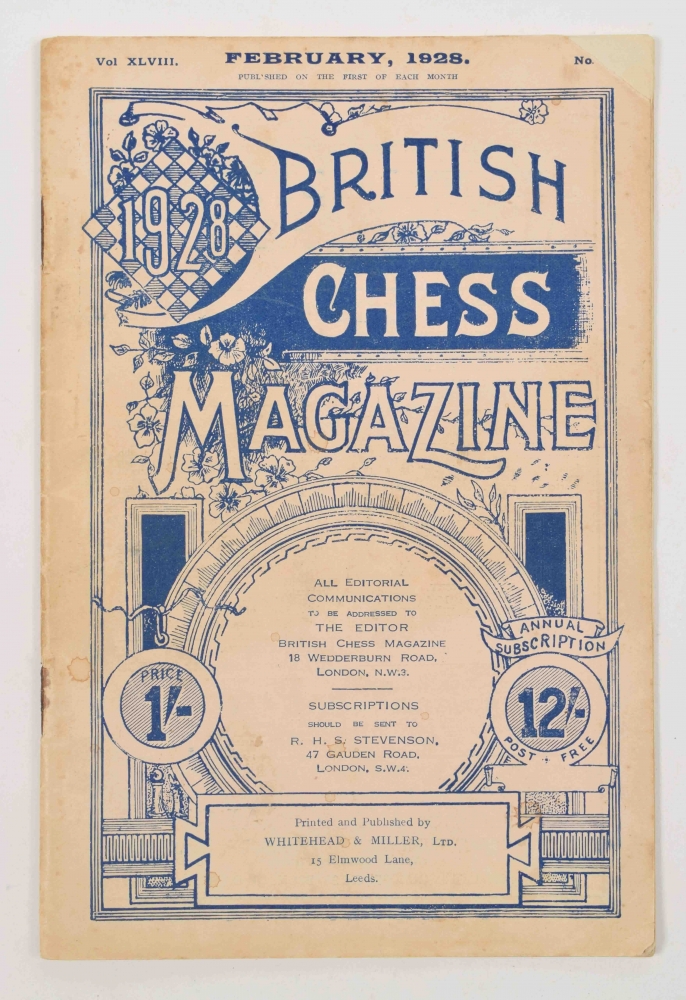 Vol XLVIII. FEBRUARY, 1928. No.
PUBL'SHED ON THE FIRST OF EACH MONTH
1928
BRITISH
CHESS
MAGAZINE
ALL EDITORIAL
COMMUNICATIONS
TO BE ADDRESSED TO
THE EDITOR
BRITISH CHESS MAGAZINE
18 WEDDERBURN ROAD,
LONDON, N.W.3.
SUBSCRIPTIONS
SHOULD BE SENT TO
R. H. S. STEVENSON,
47 GAUDEN ROAD,
LONDON, S.W.4.
PRICE
1/-
ANNUAL
SUBSCRIPTION
12/-
POST FREE
Printed and Published by
WHITEHEAD & MILLER, LTD.
15 Elmwood Lane,
Leeds.